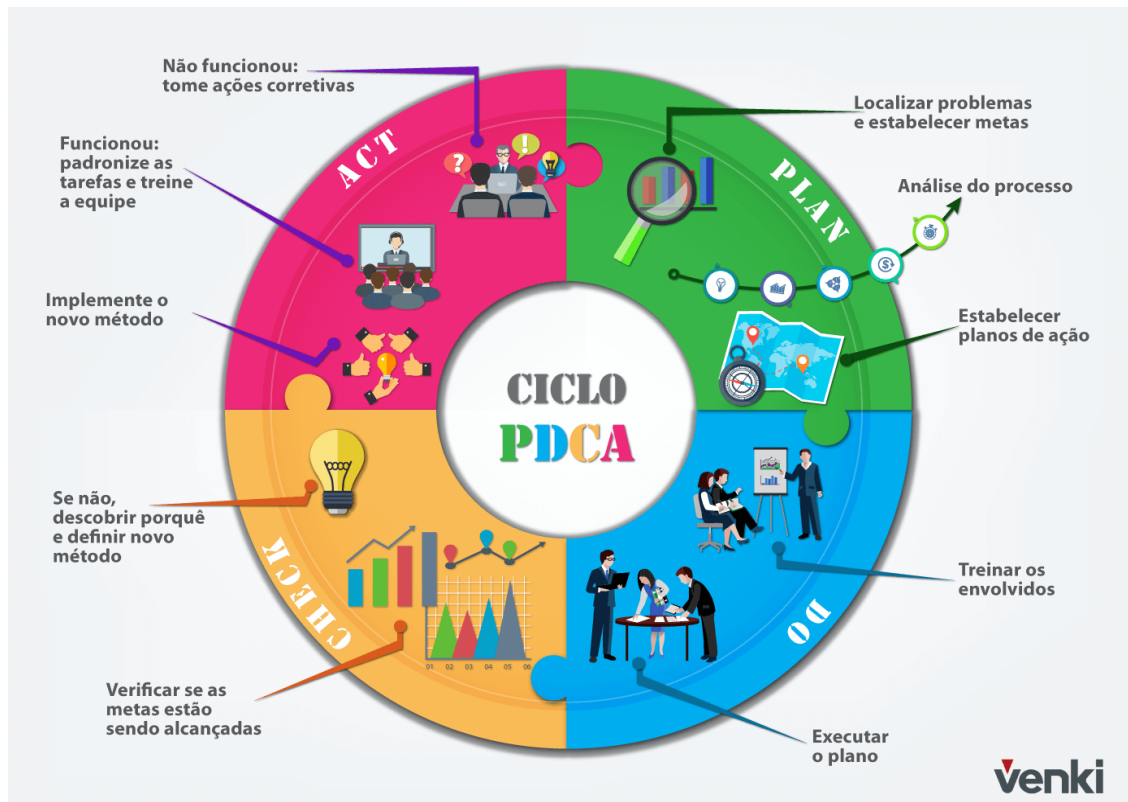 CICLO
PDCA
PLAN
Localizar problemas
e estabelecer metas
Análise do processo
Estabelecer
planos de ação
DO
Treinar os
envolvidos
Executar
o plano
CHECK
Verificar se as
metas estão
sendo alcançadas
01 02 03 04 05 06
Se não,
descobrir porquê
e definir novo
método
ACT
Implemente o
novo método
Funcionou:
padronize as
tarefas e treine
a equipe
Não funcionou:
tome ações corretivas
? !
$
venki